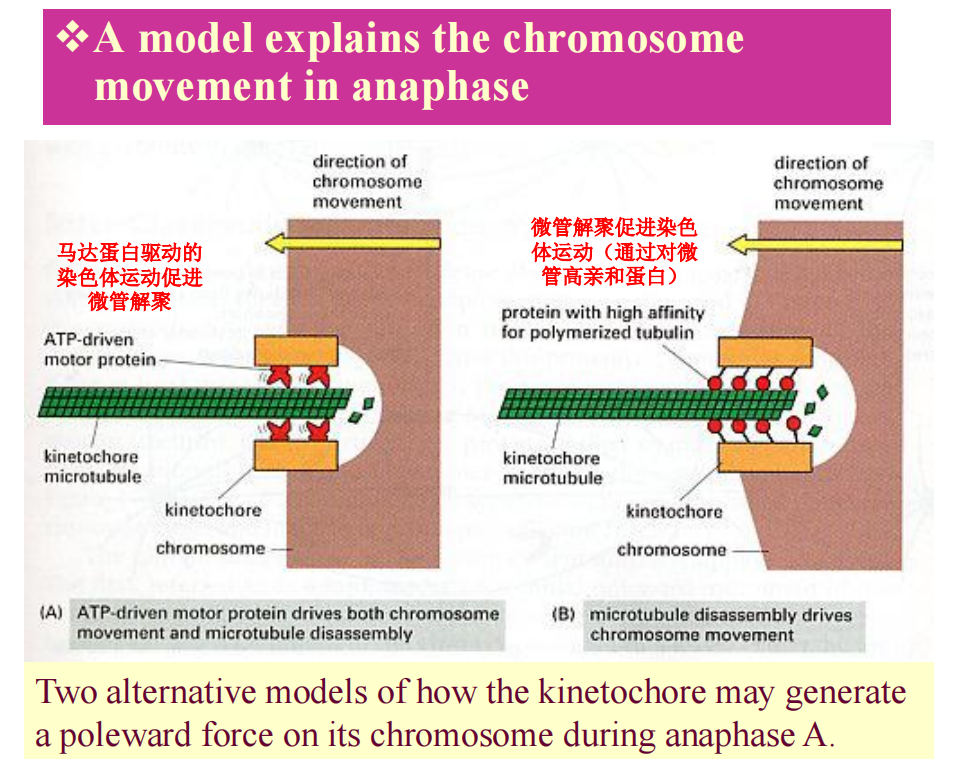 ❖A model explains the chromosome
movement in anaphase
direction of
chromosome
movement
马达蛋白驱动的
染色体运动促进
微管解聚
ATP-driven
motor protein
kinetochore
microtubule
kinetochore
chromosome
(A) ATP-driven motor protein drives both chromosome
movement and microtubule disassembly
direction of
chromosome
movement
微管解聚促进染色
体运动（通过对微
管高亲和蛋白）
protein with high affinity
for polymerized tubulin
kinetochore
microtubule
kinetochore
chromosome
(B) microtubule disassembly drives
chromosome movement
Two alternative models of how the kinetochore may generate
a poleward force on its chromosome during anaphase A.